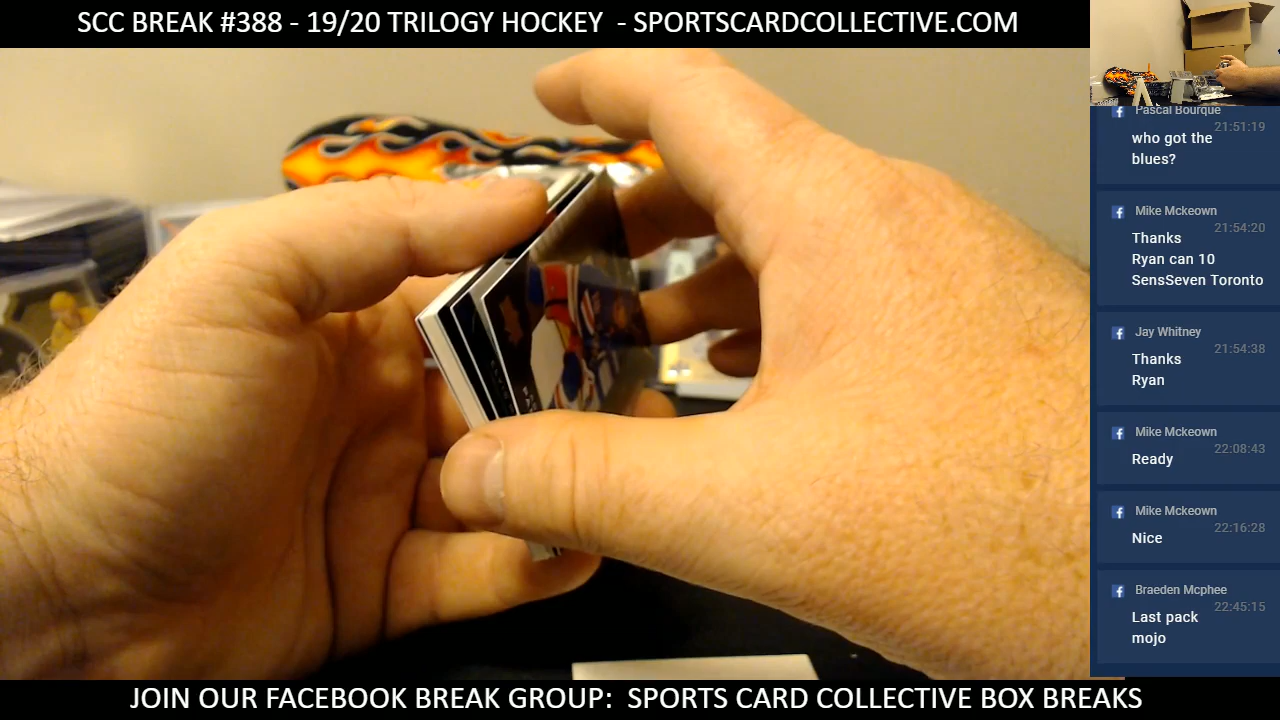 SCC BREAK #388 - 19/20 TRILOGY HOCKEY - SPORTSCARDCOLLECTIVE.COM
Pascal Bourque
21:51:19
who got the
blues?
Mike Mckeown
21:54:20
Thanks
Ryan can 10
SensSeven Toronto
Jay Whitney
21:54:38
Thanks
Ryan
Mike Mckeown
22:08:43
Ready
Mike Mckeown
22:16:28
Nice
Braeden Mcphee
22:45:15
Last pack
mojo
JOIN OUR FACEBOOK BREAK GROUP: SPORTS CARD COLLECTIVE BOX BREAKS